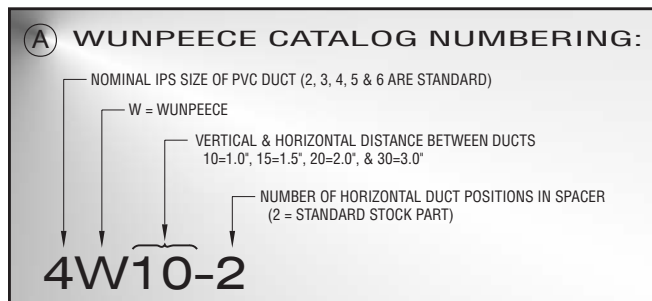 A WUNPEECE CATALOG NUMBERING:
NOMINAL IPS SIZE OF PVC DUCT (2, 3, 4, 5 & 6 ARE STANDARD)
W = WUNPEECE
VERTICAL & HORIZONTAL DISTANCE BETWEEN DUCTS
10=1.0", 15=1.5", 20=2.0", & 30=3.0"
NUMBER OF HORIZONTAL DUCT POSITIONS IN SPACER
(2 = STANDARD STOCK PART)
4W10-2